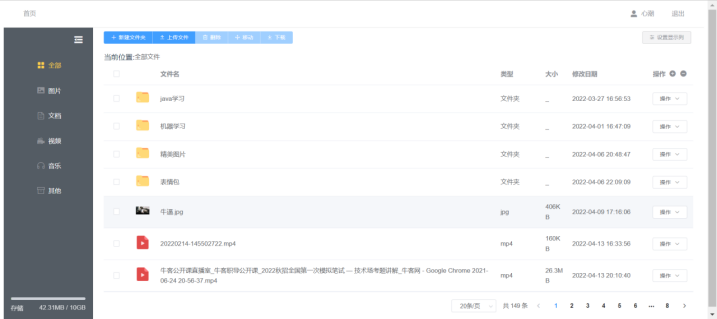 首页
心丽 退出
+ 新建文件夹 上传文件 删除 移动 下载
设置显示列
当前位置:全部文件
全部
图片
文档
视频
音乐
其他
存储 42.31MB / 10GB
文件名 类型 大小 修改日期 操作
java学习 文件夹 _ 2022-03-27 16:56:53 操作
机器学习 文件夹 _ 2022-04-01 16:47:09 操作
精美图片 文件夹 _ 2022-04-06 20:48:47 操作
表情包 文件夹 _ 2022-04-06 22:09:09 操作
牛逼.jpg jpg 406KB 2022-04-09 17:16:06 操作
20220214-145502722.mp4 mp4 160KB 2022-04-13 16:33:56 操作
牛客公开课直播室_牛客职导公开课_2022秋招全国第一次模拟笔试 — 技术场考题讲解_牛客网 - Google Chrome 2021-
06-24 20-56-37.mp4 mp4 26.3MB 2022-04-13 20:10:40 操作
20条/页 共 149 条 < 1 2 3 4 5 6 ••• 8 >